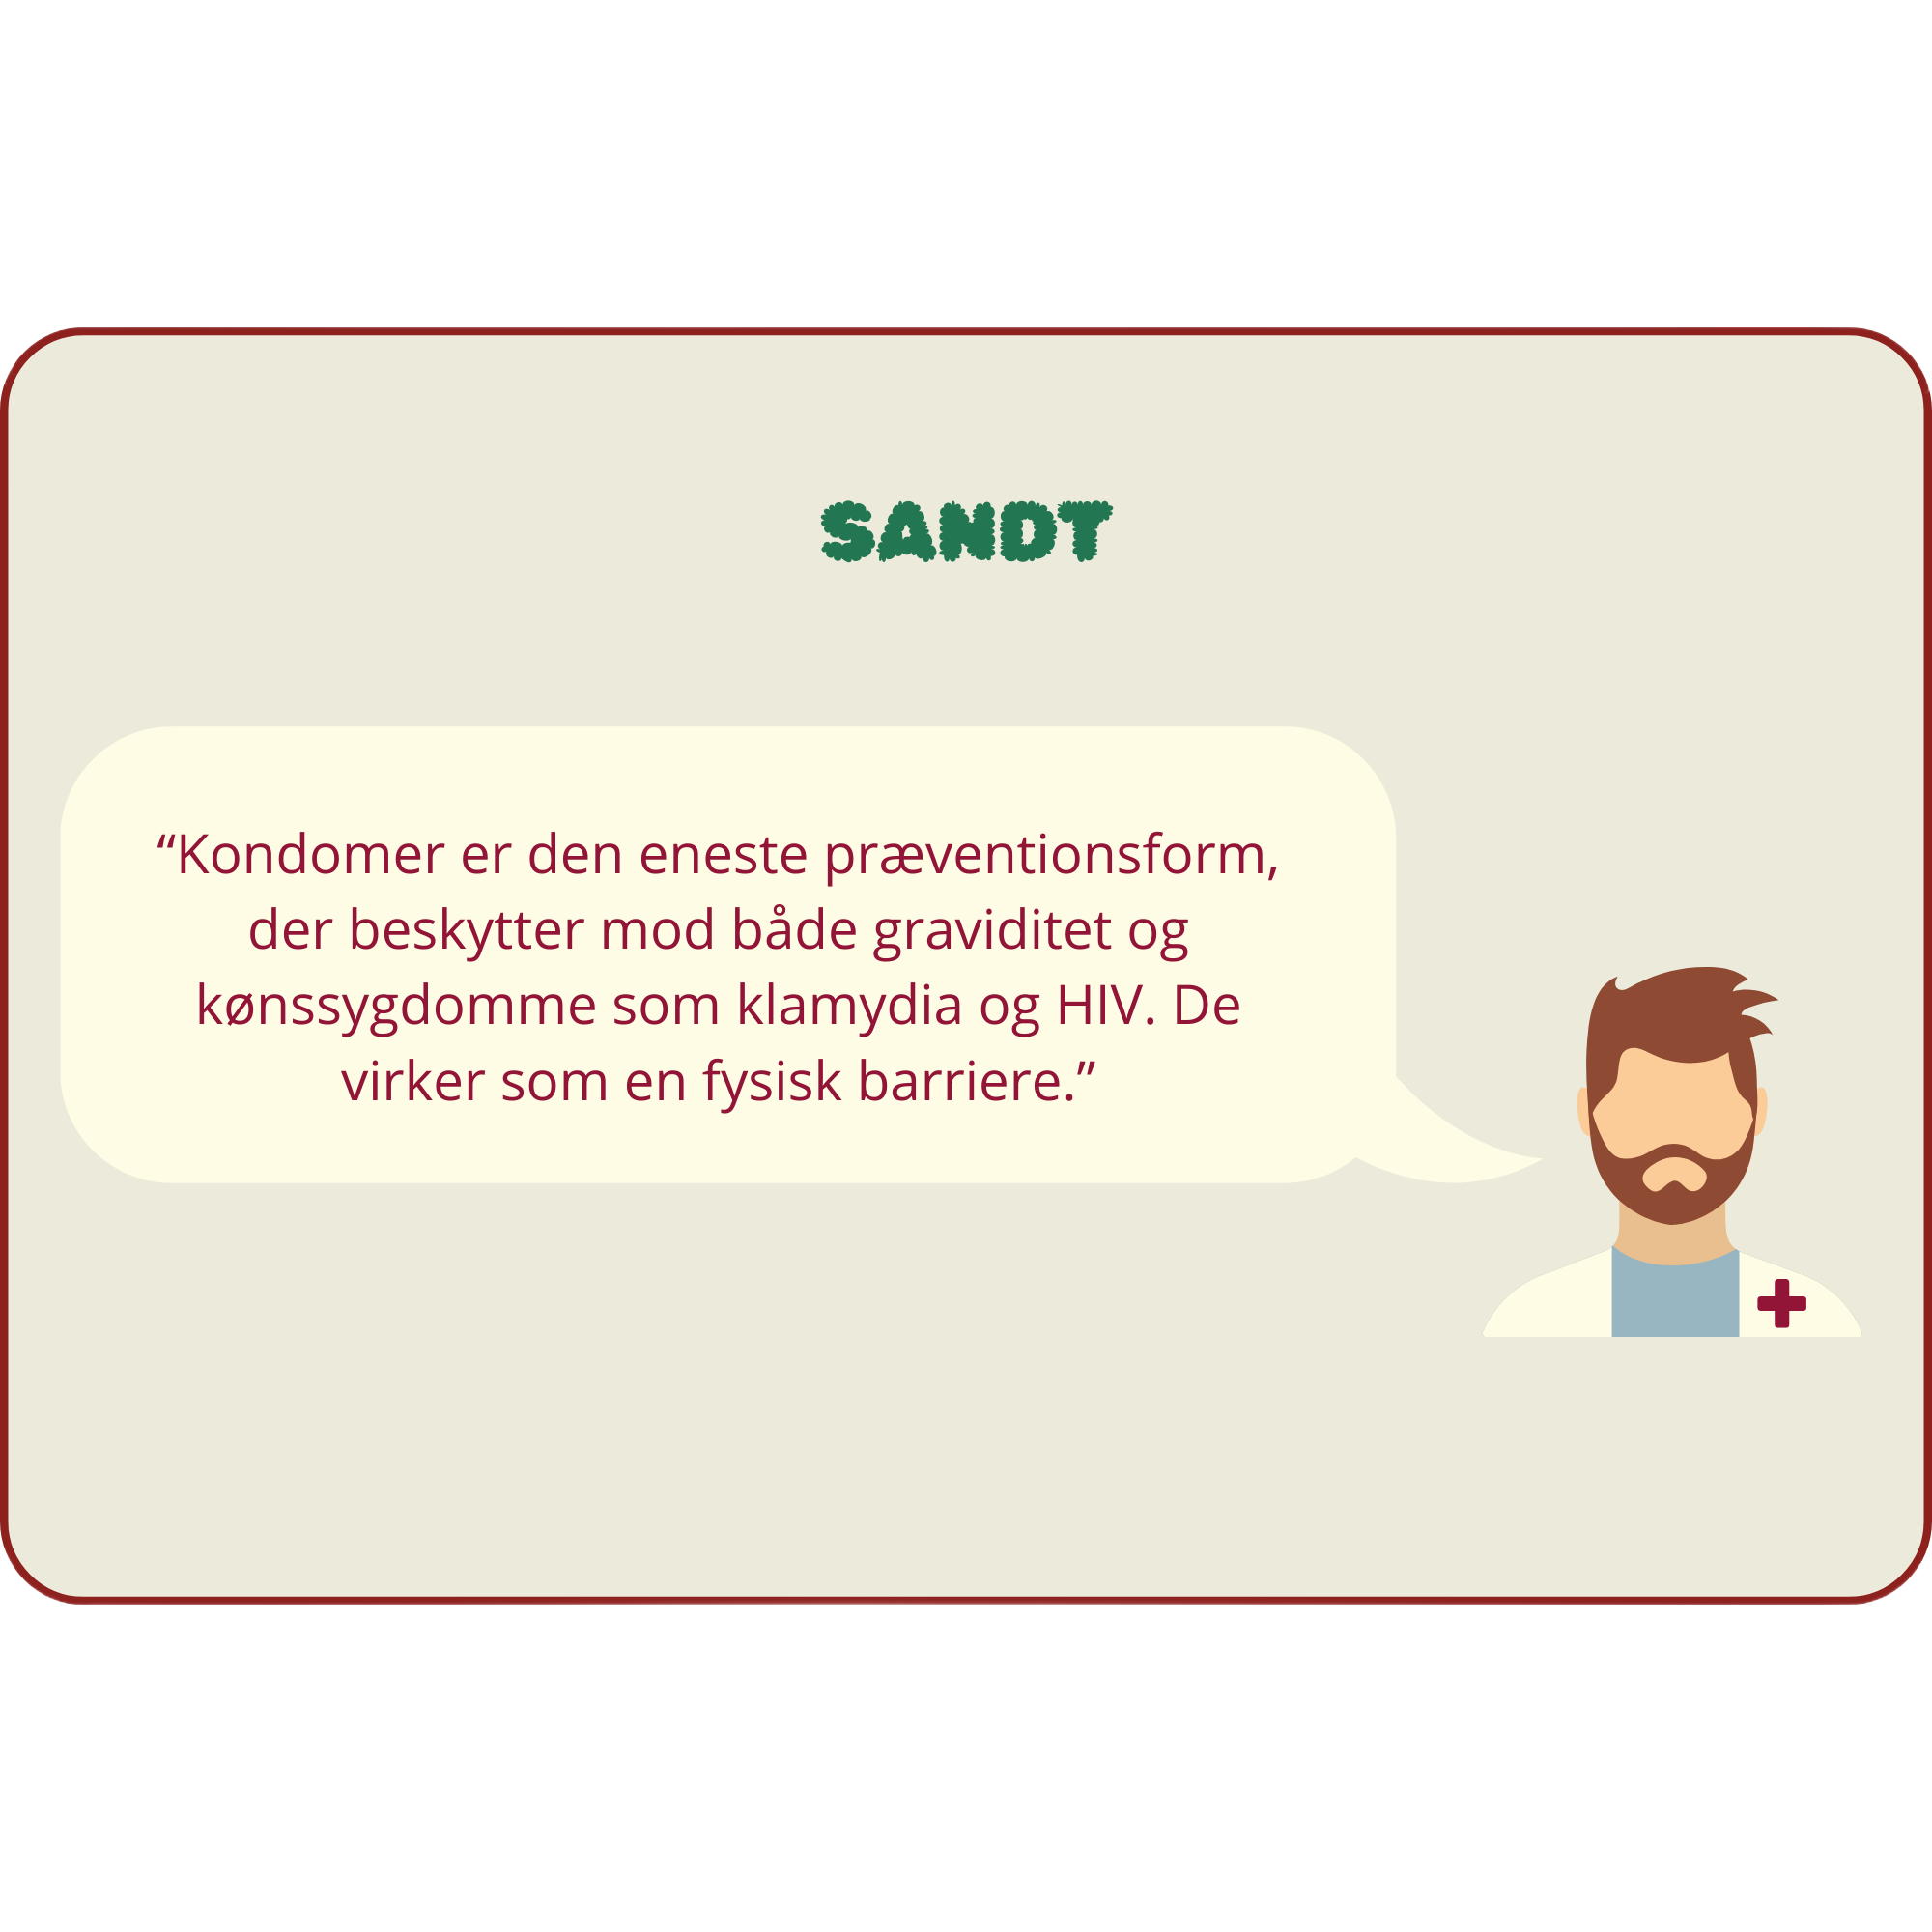 SANDT
“Kondomer er den eneste præventionsform,
der beskytter mod både graviditet og
kønssygdomme som klamydia og HIV. De
virker som en fysisk barriere.”